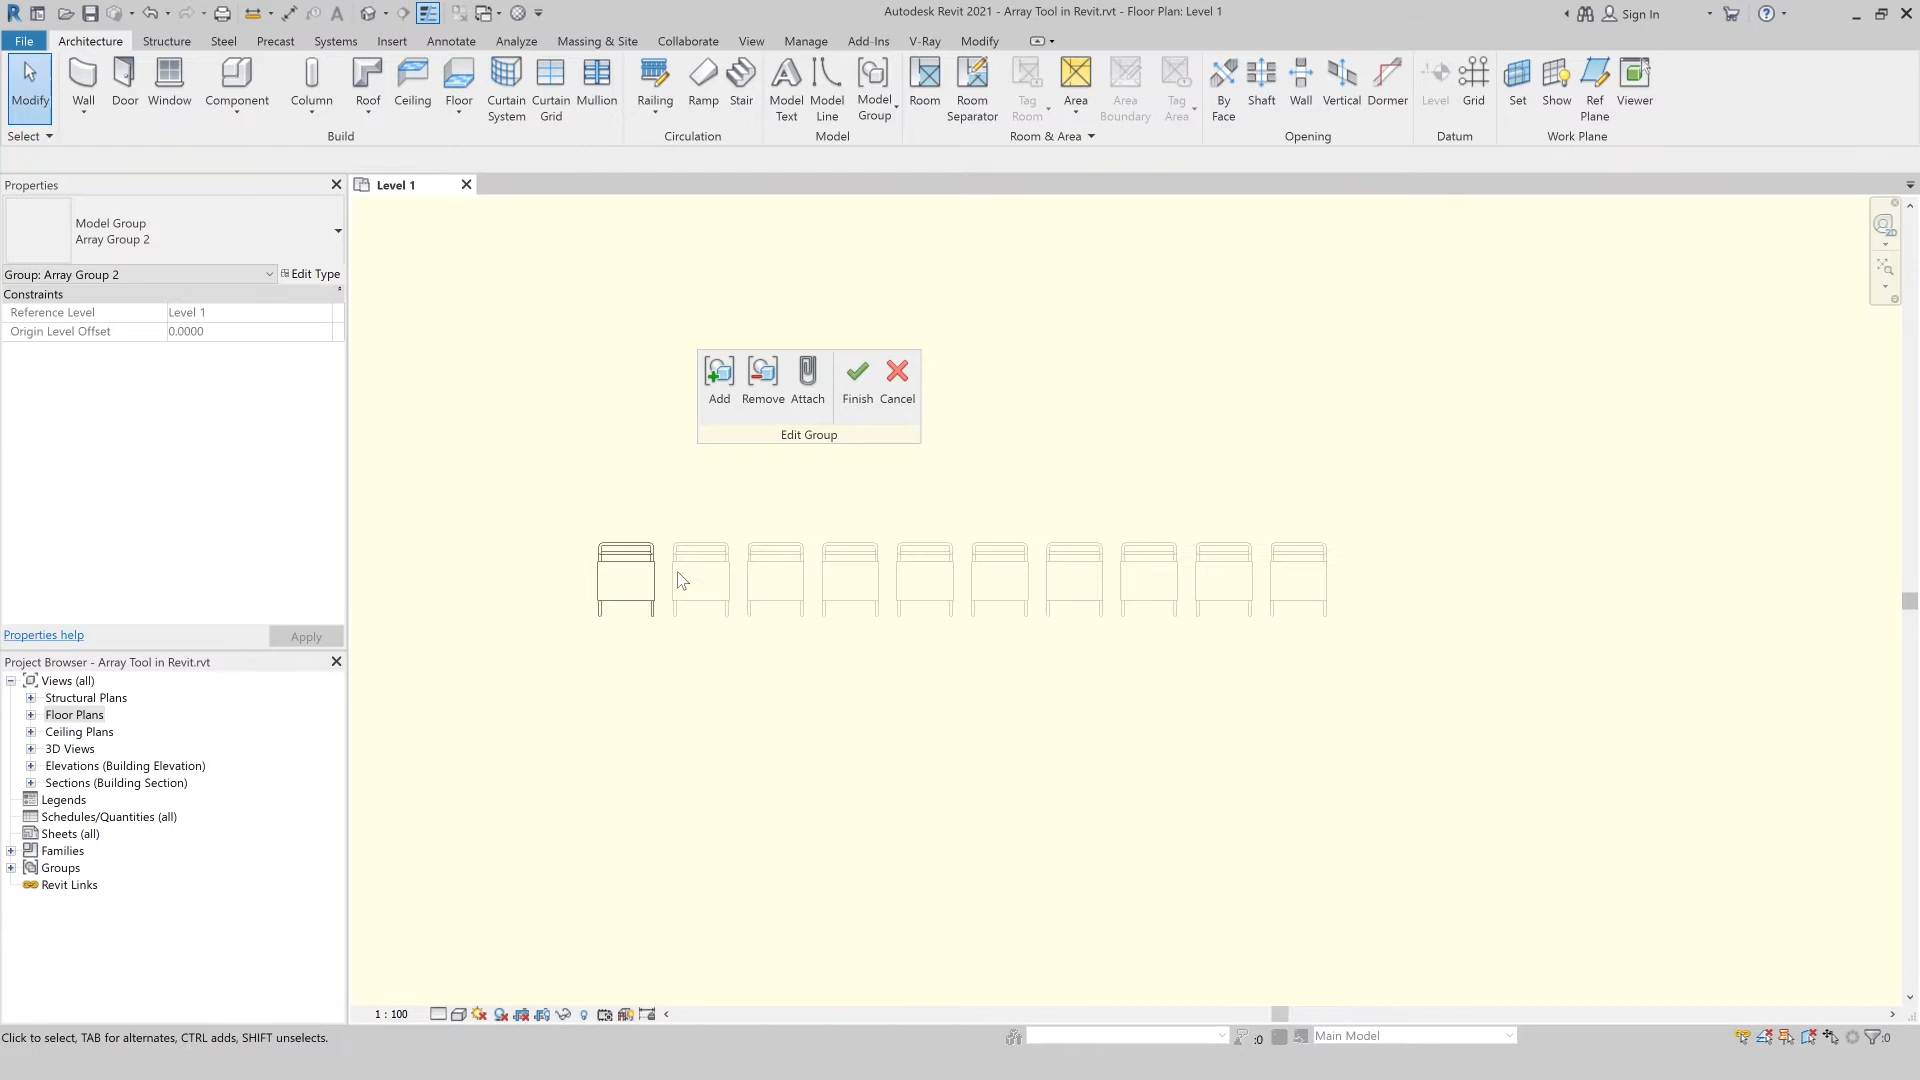 Autodesk Revit 2021 - Array Tool in Revit.rvt - Floor Plan: Level 1
Sign In
File Architecture Structure Steel Precast Systems Insert Annotate Analyze Massing & Site Collaborate View Manage Add-Ins V-Ray Modify
Modify Wall Door Window Component Column Roof Ceiling Floor Curtain System Curtain Grid Mullion Railing Ramp Stair Model Text Model Line Model Group Room Room Separator Tag Room Area Area Boundary Tag Area By Face Shaft Wall Vertical Dormer Level Grid Set Show Ref Plane Viewer
Select Build Circulation Model Room & Area Opening Datum Work Plane
Properties
Level 1
Model Group
Array Group 2
Group: Array Group 2
Edit Type
Constraints
Reference Level Level 1
Origin Level Offset 0.0000
2D
Add Remove Attach Finish Cancel
Edit Group
Properties help
Apply
Project Browser - Array Tool in Revit.rvt
Views (all)
Structural Plans
Floor Plans
Ceiling Plans
3D Views
Elevations (Building Elevation)
Sections (Building Section)
Legends
Schedules/Quantities (all)
Sheets (all)
Families
Groups
Revit Links
1 : 100
Click to select, TAB for alternates, CTRL adds, SHIFT unselects.
:0
Main Model
:0